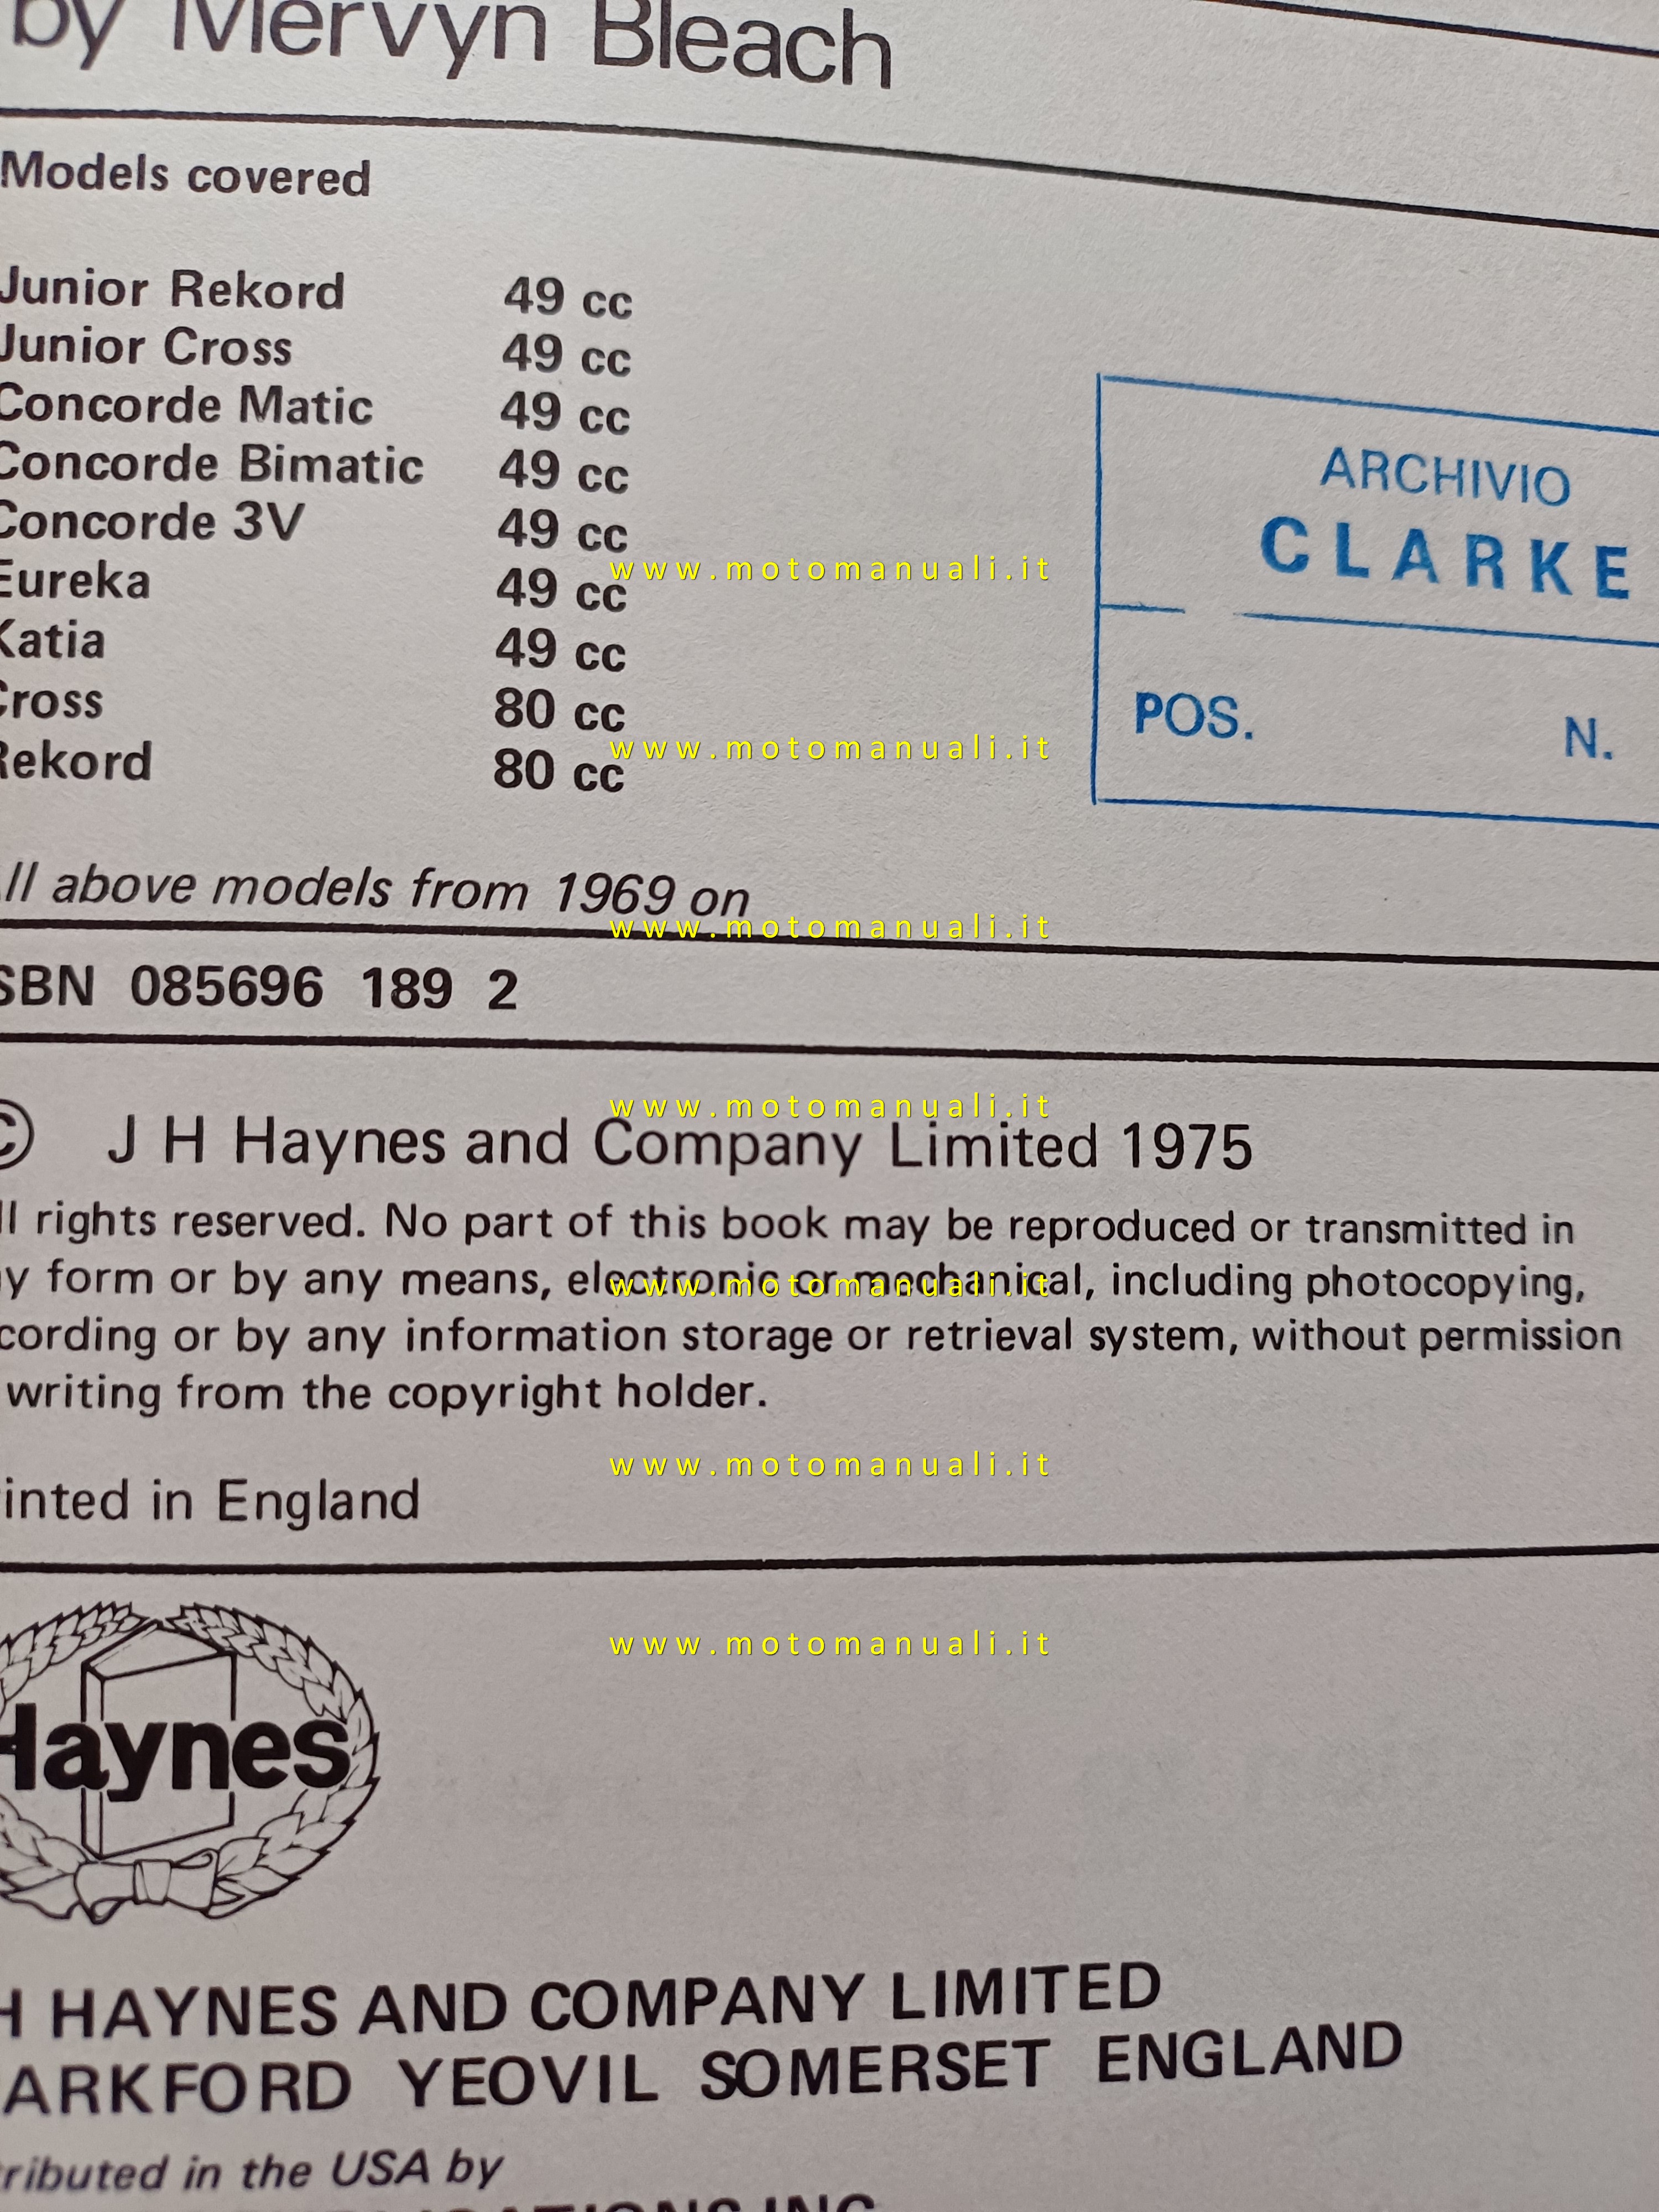 by Mervyn Bleach
Models covered
Junior Rekord 49 cc
Junior Cross 49 cc
Concorde Matic 49 cc
Concorde Bimatic 49 cc
Concorde 3V 49 cc
Eureka 49 cc
Katia 49 cc
Cross 80 cc
Rekord 80 cc
ll above models from 1969 on
SBN 085696 189 2
© J H Haynes and Company Limited 1975
ll rights reserved. No part of this book may be reproduced or transmitted in
y form or by any means, electronic or mechanical, including photocopying,
cording or by any information storage or retrieval system, without permission
writing from the copyright holder.
inted in England
Haynes
H HAYNES AND COMPANY LIMITED
ARKFORD YEOVIL SOMERSET ENGLAND
tributed in the USA by
ARCHIVIO
CLARKE
POS. N.
www.motomanuali.it
www.motomanuali.it
www.motomanuali.it
www.motomanuali.it
www.motomanuali.it
www.motomanuali.it
www.motomanuali.it